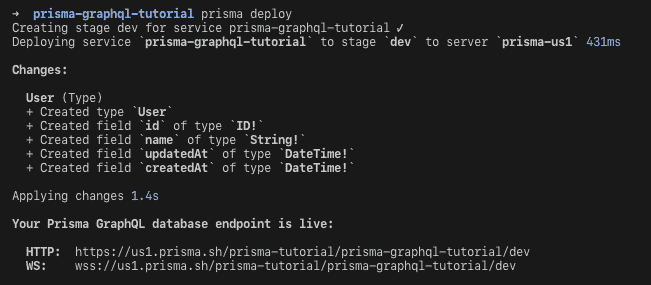 ➜  prisma-graphql-tutorial prisma deploy
Creating stage dev for service prisma-graphql-tutorial ✓
Deploying service `prisma-graphql-tutorial` to stage `dev` to server `prisma-us1` 431ms
Changes:
User (Type)
+ Created type `User`
+ Created field `id` of type `ID!`
+ Created field `name` of type `String!`
+ Created field `updatedAt` of type `DateTime!`
+ Created field `createdAt` of type `DateTime!`
Applying changes 1.4s
Your Prisma GraphQL database endpoint is live:
HTTP:  https://us1.prisma.sh/prisma-tutorial/prisma-graphql-tutorial/dev
WS:    wss://us1.prisma.sh/prisma-tutorial/prisma-graphql-tutorial/dev